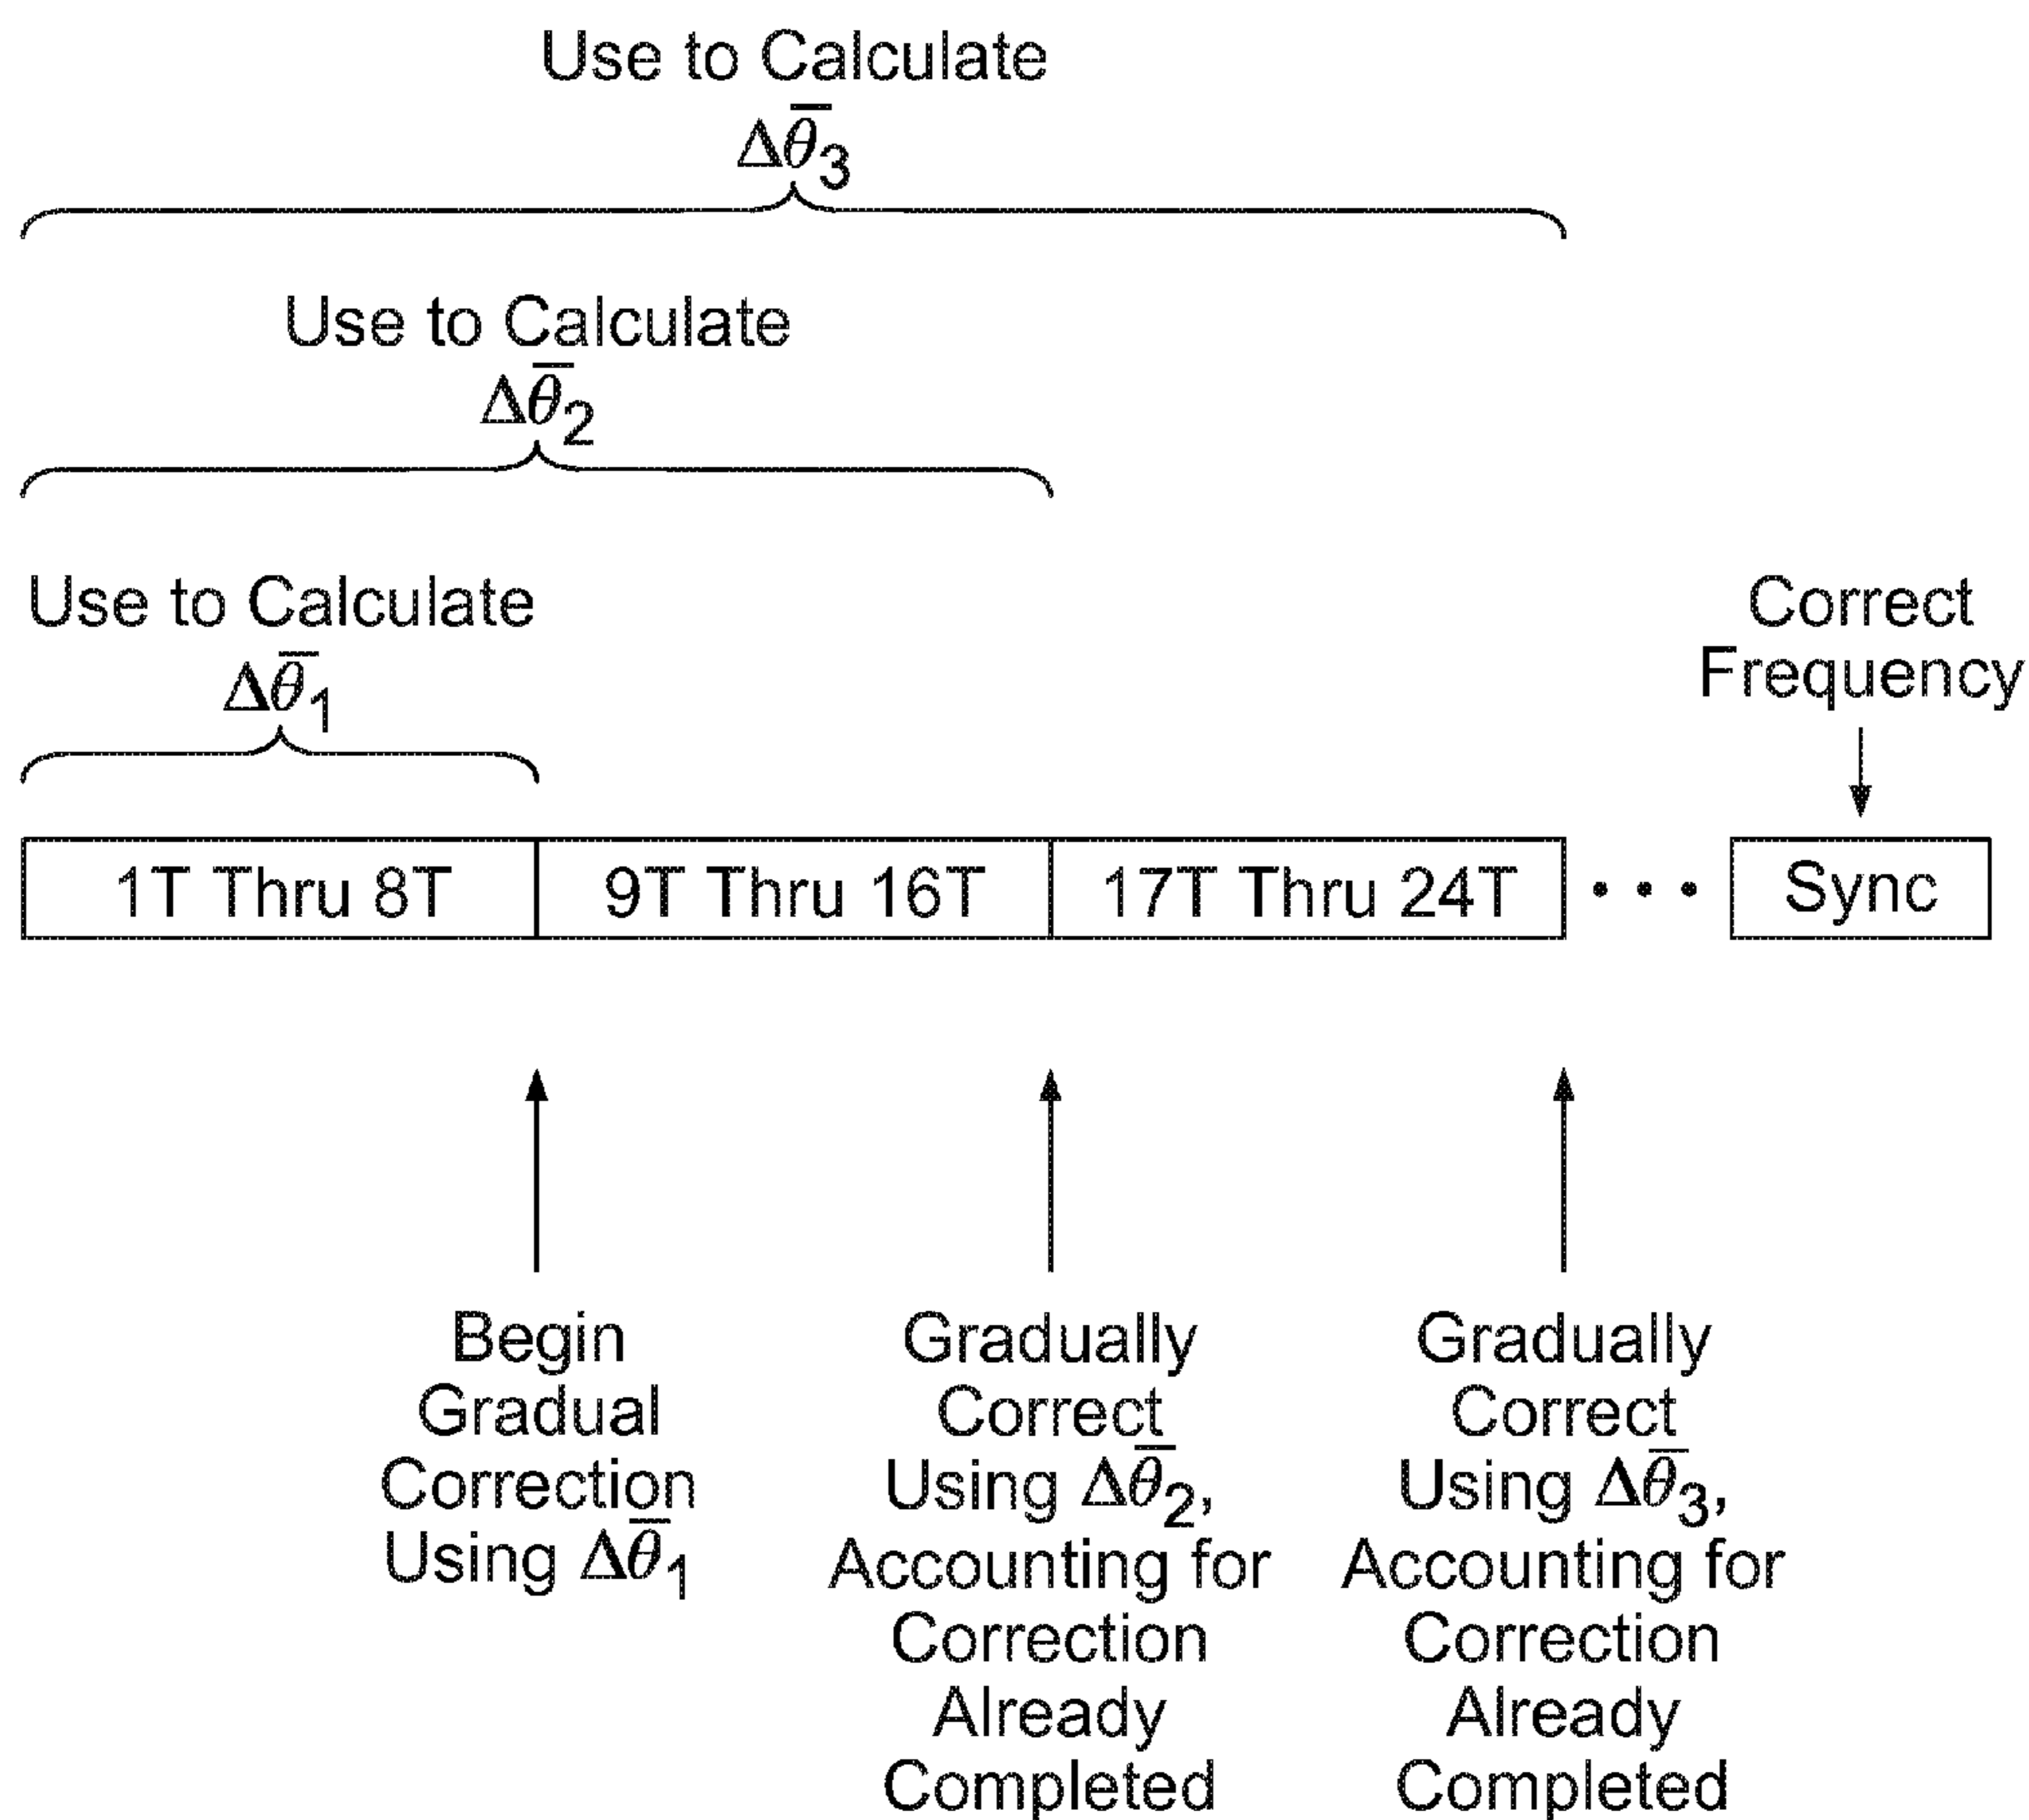 Use to Calculate
Δθ̅3
Use to Calculate
Δθ̅2
Use to Calculate
Δθ̅1
Correct
Frequency
1T Thru 8T
9T Thru 16T
17T Thru 24T
• • •
Sync
Begin
Gradual
Correction
Using Δθ̅1
Gradually
Correct
Using Δθ̅2,
Accounting for
Correction
Already
Completed
Gradually
Correct
Using Δθ̅3,
Accounting for
Correction
Already
Completed